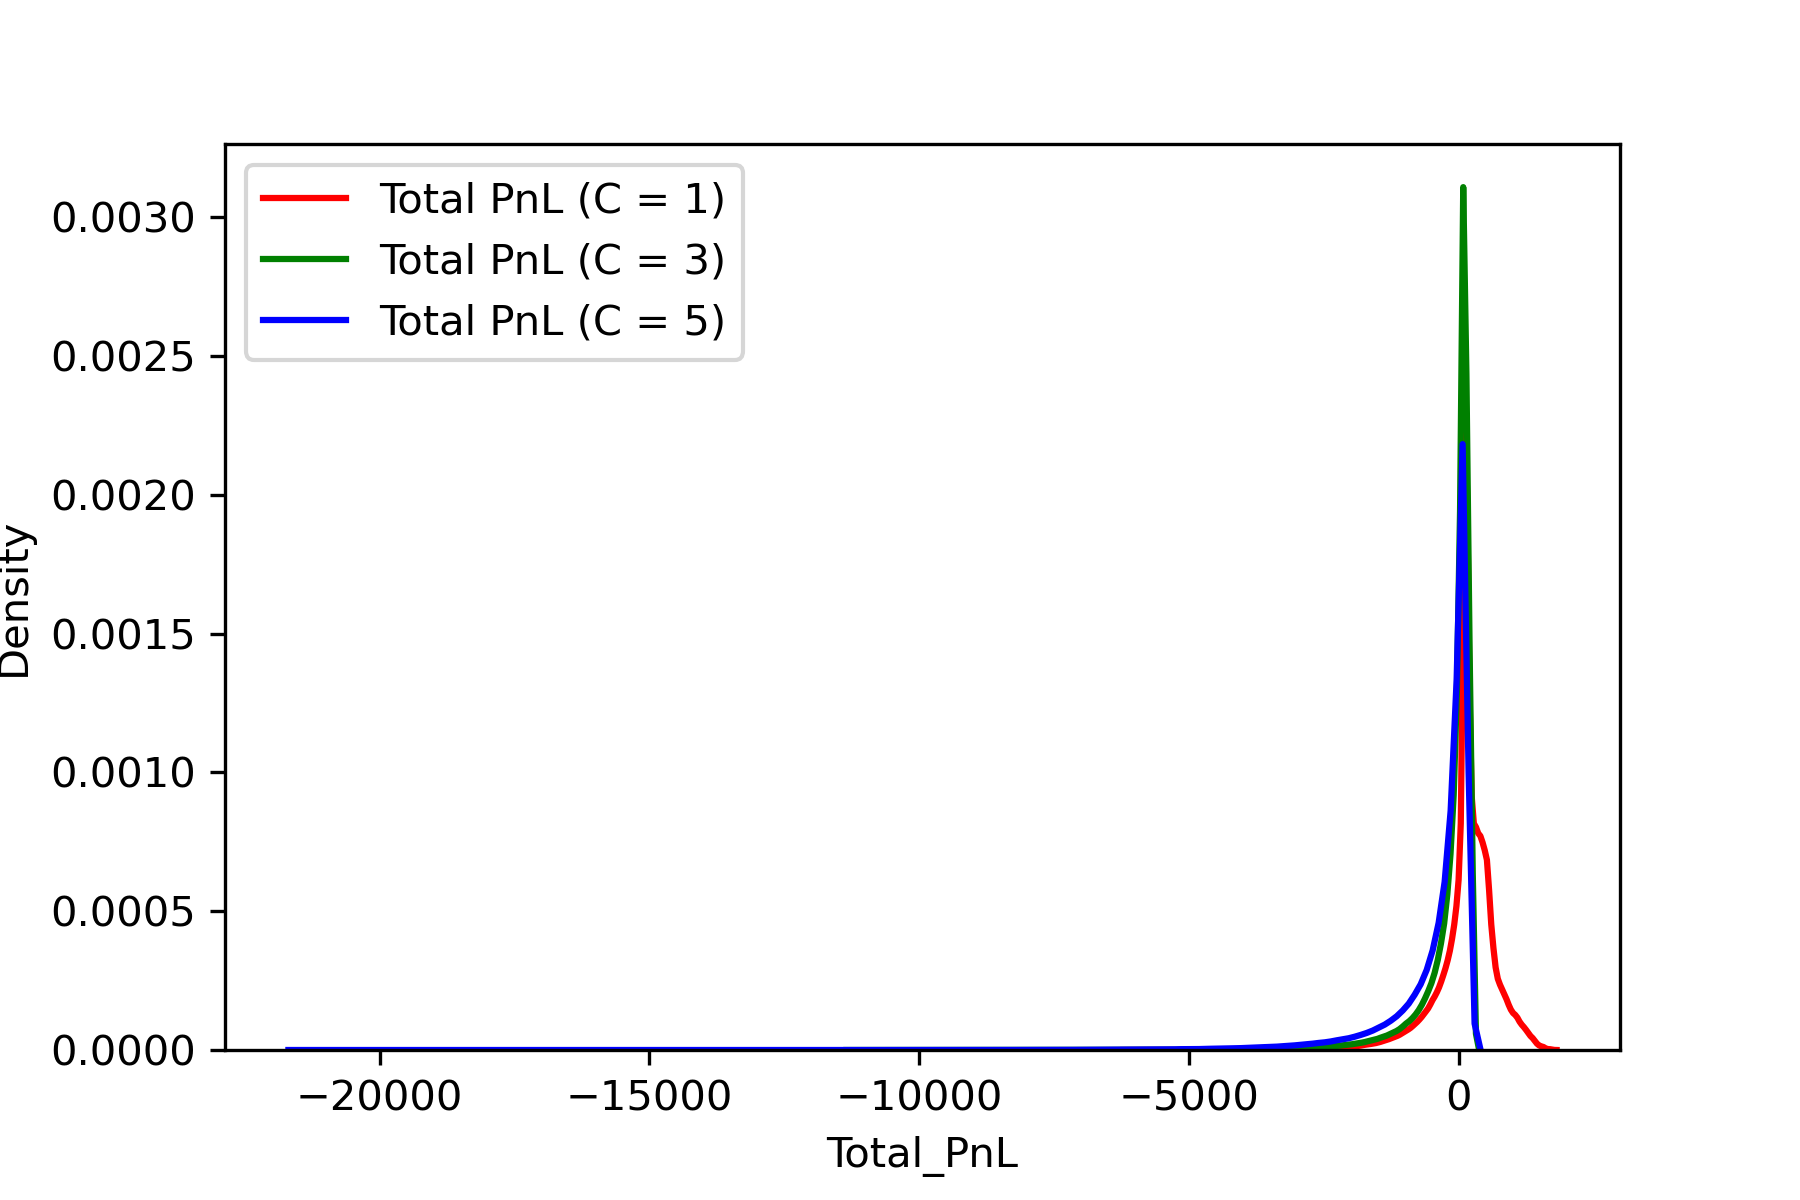 Total PnL (C = 1)
Total PnL (C = 3)
Total PnL (C = 5)
0.0030
0.0025
0.0020
0.0015
0.0010
0.0005
0.0000
Density
−20000 −15000 −10000 −5000 0
Total_PnL